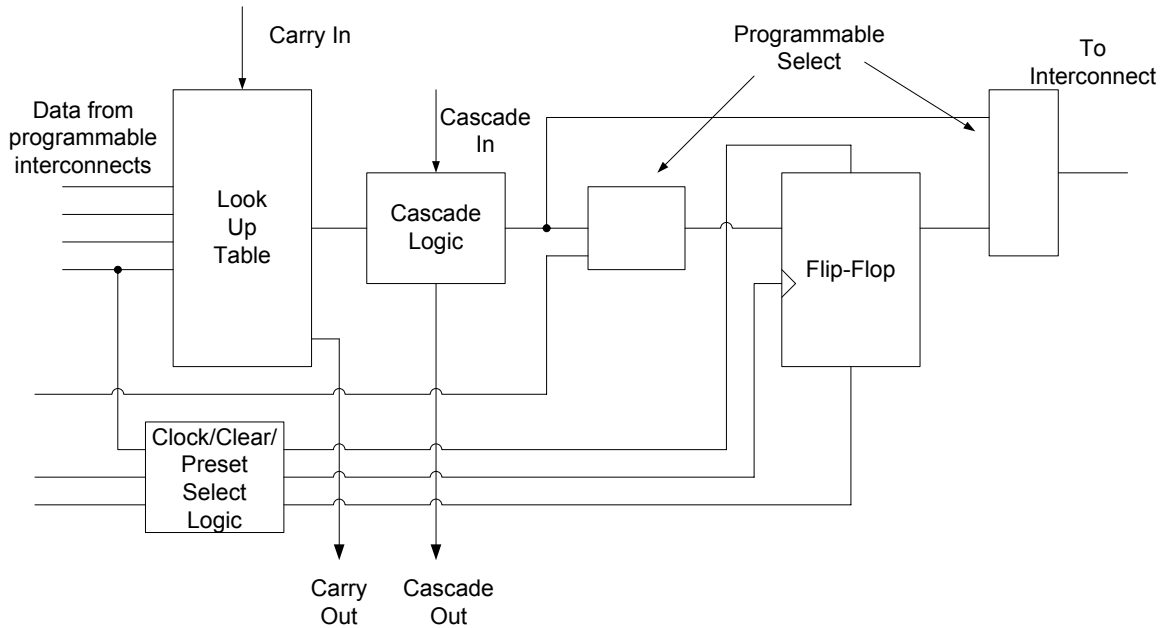 Carry In
Programmable
Select
To
Interconnect
Data from
programmable
interconnects
Cascade
In
Look
Up
Table
Cascade
Logic
Flip-Flop
Clock/Clear/
Preset
Select
Logic
Carry
Out
Cascade
Out